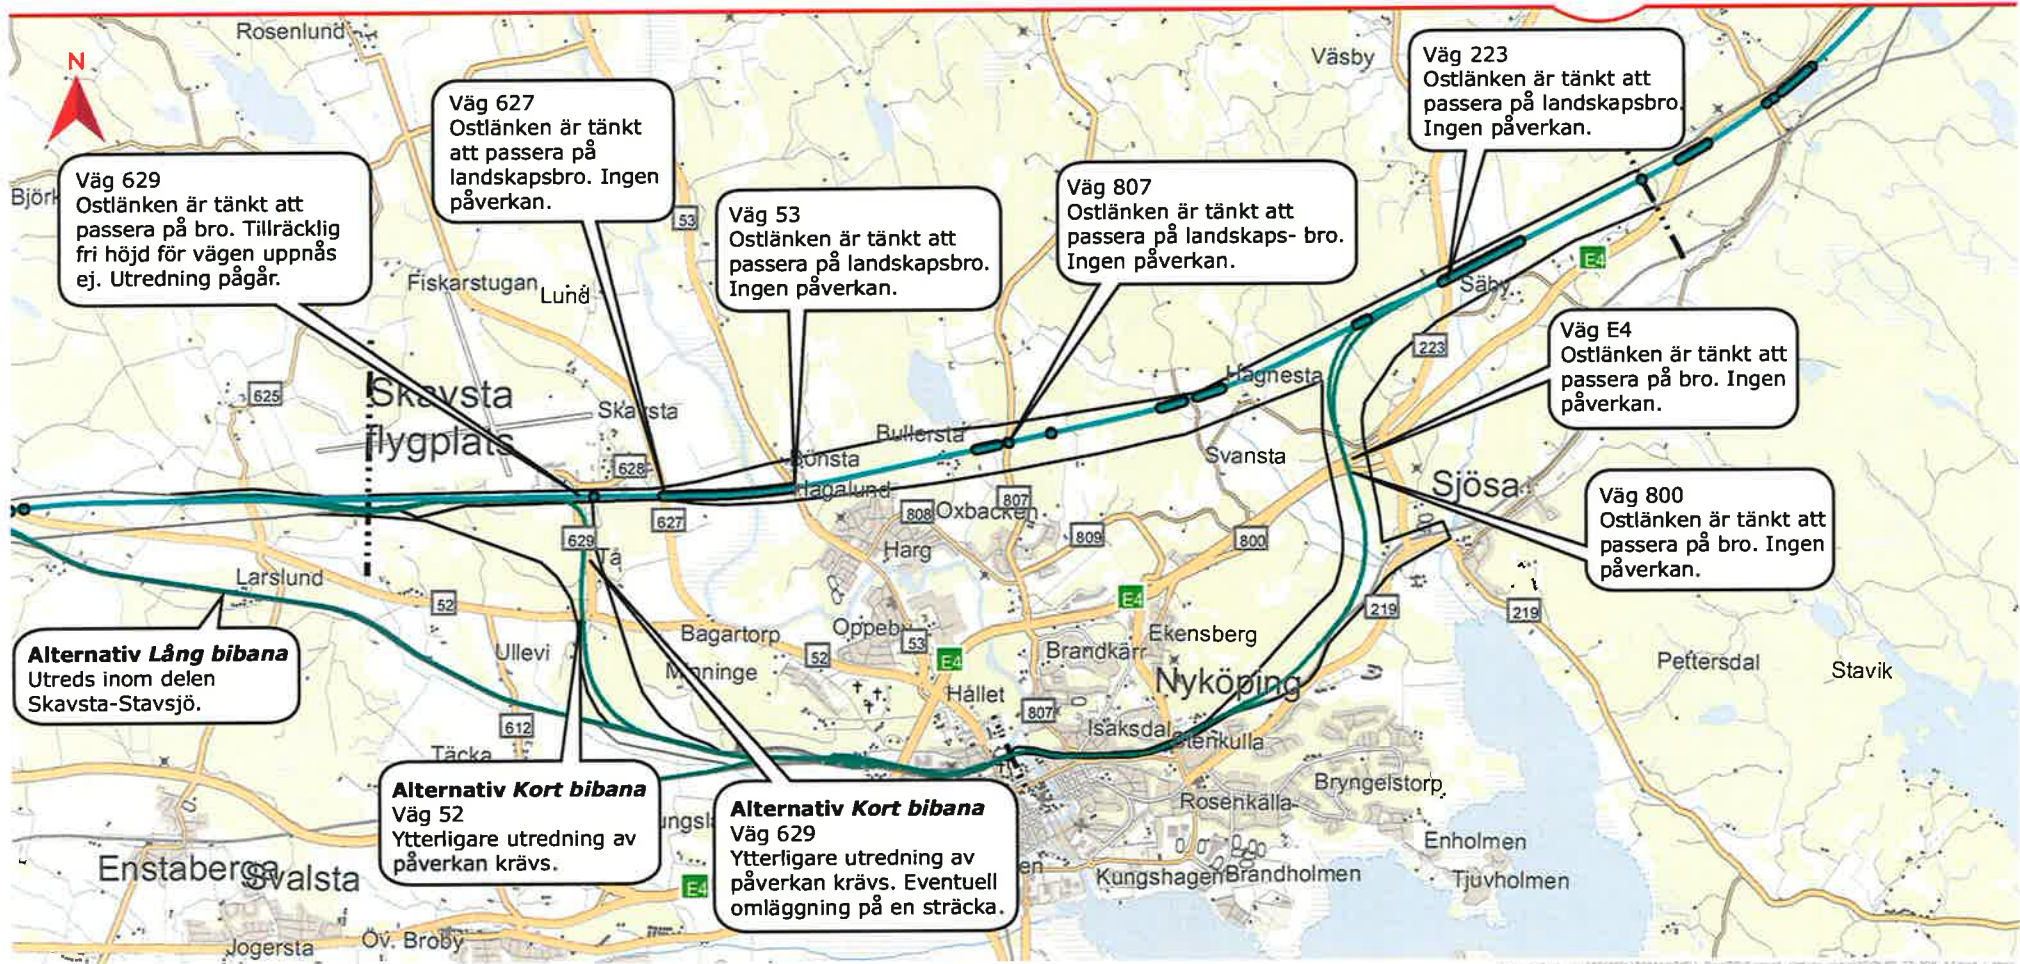 Rosenlund
N
Väsby
Väg 223
Ostlänken är tänkt att
passera på landskapsbro.
Ingen påverkan.
Väg 627
Ostlänken är tänkt
att passera på
landskapsbro. Ingen
påverkan.
Väg 629
Ostlänken är tänkt att
passera på bro. Tillräcklig
fri höjd för vägen uppnås
ej. Utredning pågår.
Björk
53
Väg 53
Ostlänken är tänkt att
passera på landskapsbro.
Ingen påverkan.
Väg 807
Ostlänken är tänkt att
passera på landskaps- bro.
Ingen påverkan.
E4
Fiskarstugan
Lund
Säby
Väg E4
Ostlänken är tänkt att
passera på bro. Ingen
påverkan.
223
Hagnesta
625
Skavsta
flygplats
Skavsta
Bullersta
Bönsta
Svansta
628
Hagalund
Sjösa
Väg 800
Ostlänken är tänkt att
passera på bro. Ingen
påverkan.
627
808
Oxbacken
807
629
Tå
Harg
809
800
Larslund
52
E4
219
219
Alternativ Lång bibana
Utreds inom delen
Skavsta-Stavsjö.
Ullevi
Bagartorp
Oppeby
53
52
E4
Brandkärr
Ekensberg
Minninge
Nyköping
Pettersdal
Stavik
Hållet
807
612
Isaksdal
Stenkulla
Täcka
Alternativ Kort bibana
Väg 52
Ytterligare utredning av
påverkan krävs.
Alternativ Kort bibana
Väg 629
Ytterligare utredning av
påverkan krävs. Eventuell
omläggning på en sträcka.
Bryngelstorp
Rosenkälla
Enholmen
Enstaberga
Svalsta
E4
en
Kungshagen
Brandholmen
Tjuvholmen
Jogersta
Öv. Broby